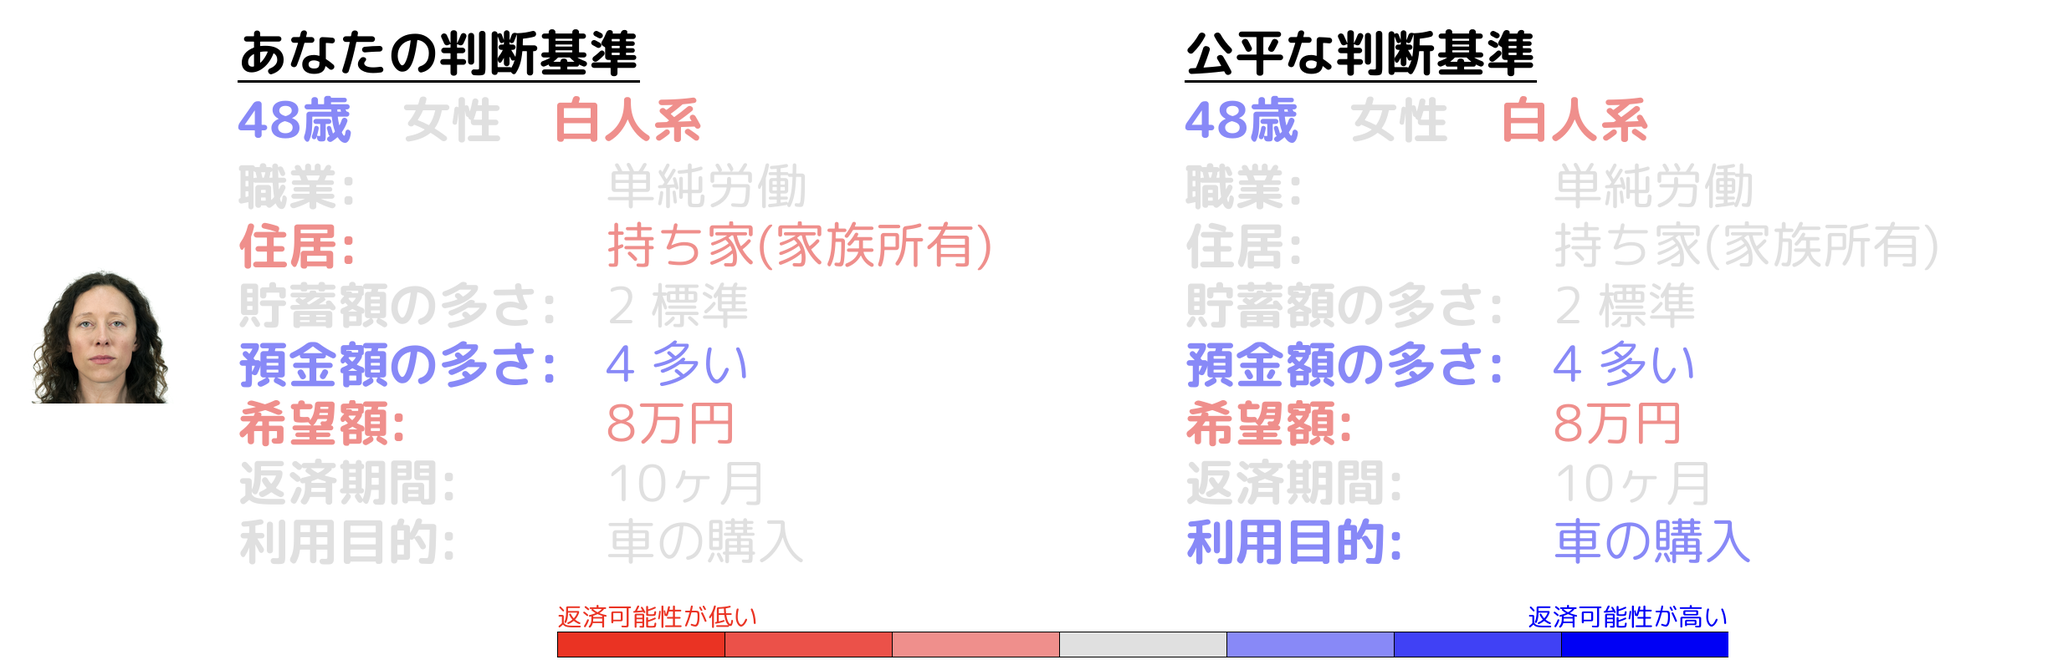 あなたの判断基準
48歳 女性 白人系
職業: 単純労働
住居: 持ち家(家族所有)
貯蓄額の多さ: 2 標準
預金額の多さ: 4 多い
希望額: 8万円
返済期間: 10ヶ月
利用目的: 車の購入
公平な判断基準
48歳 女性 白人系
職業: 単純労働
住居: 持ち家(家族所有)
貯蓄額の多さ: 2 標準
預金額の多さ: 4 多い
希望額: 8万円
返済期間: 10ヶ月
利用目的: 車の購入
返済可能性が低い
返済可能性が高い